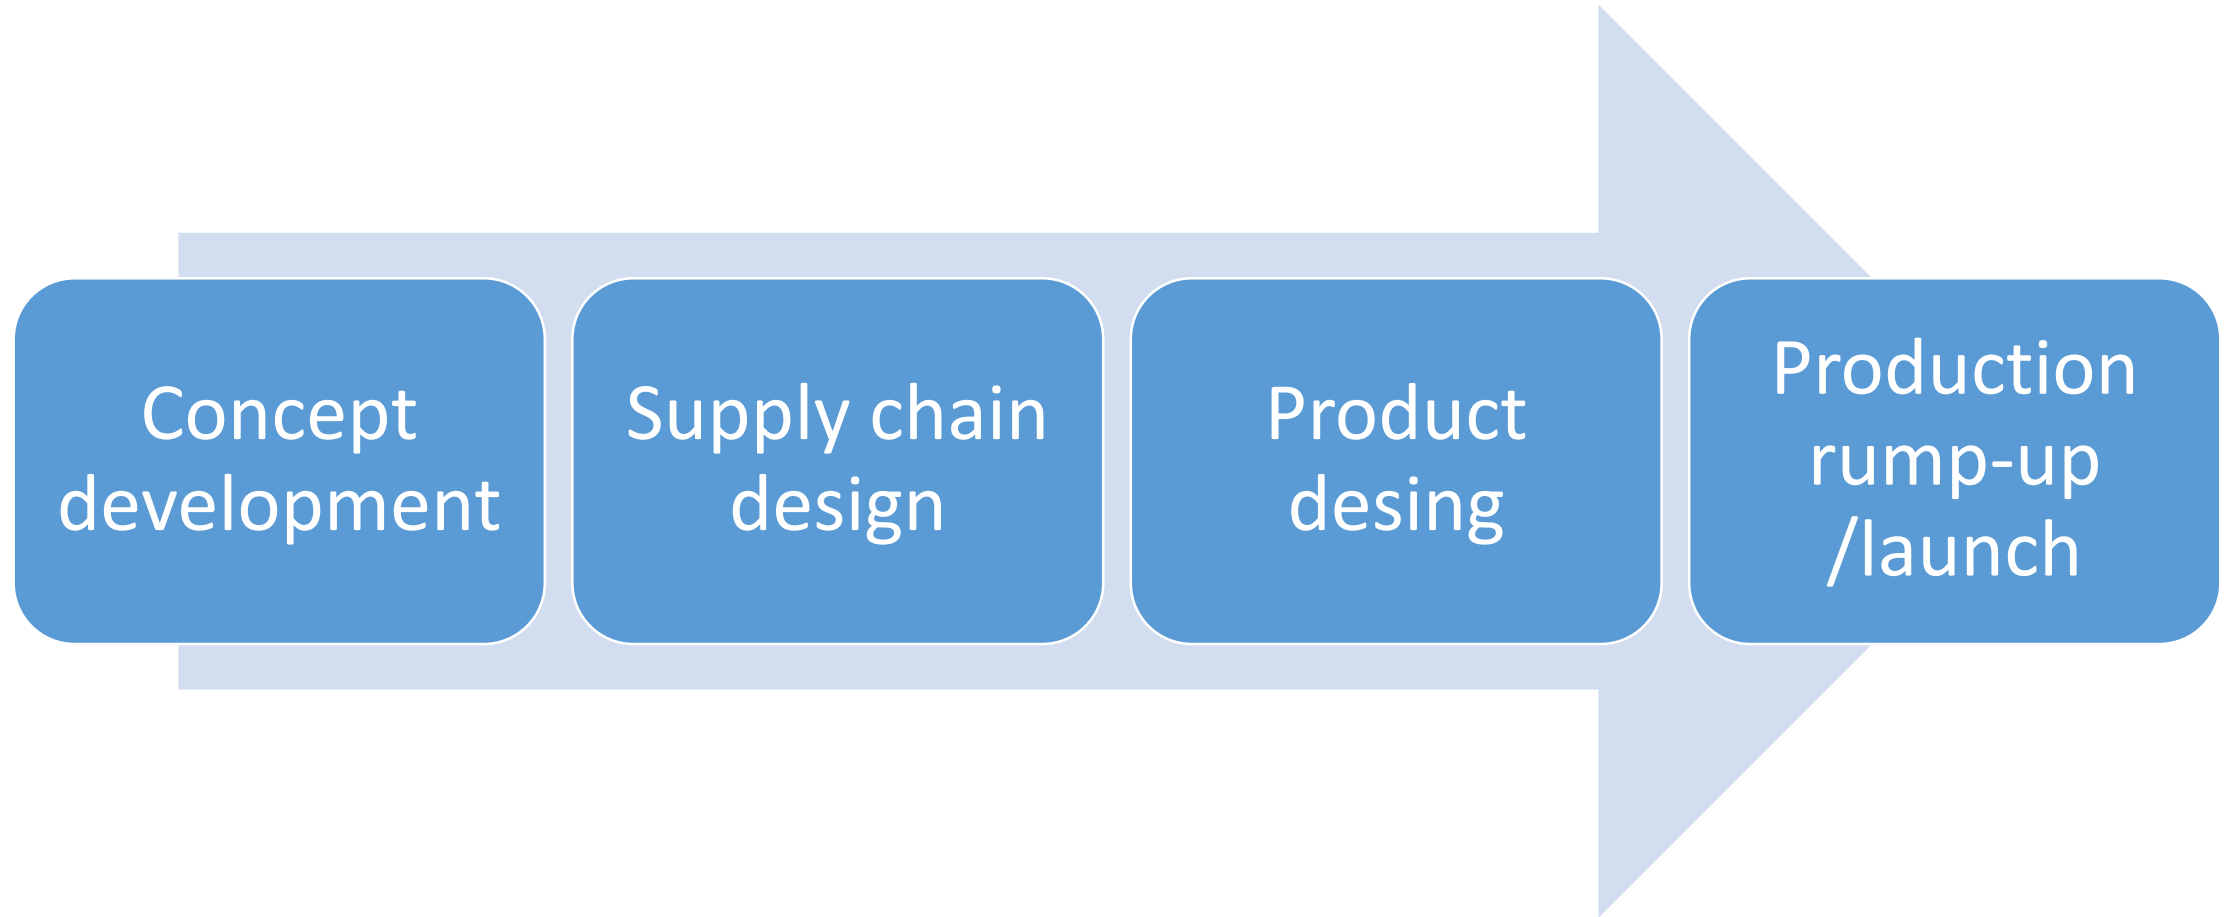 Concept
development
Supply chain
design
Product
desing
Production
rump-up
/launch